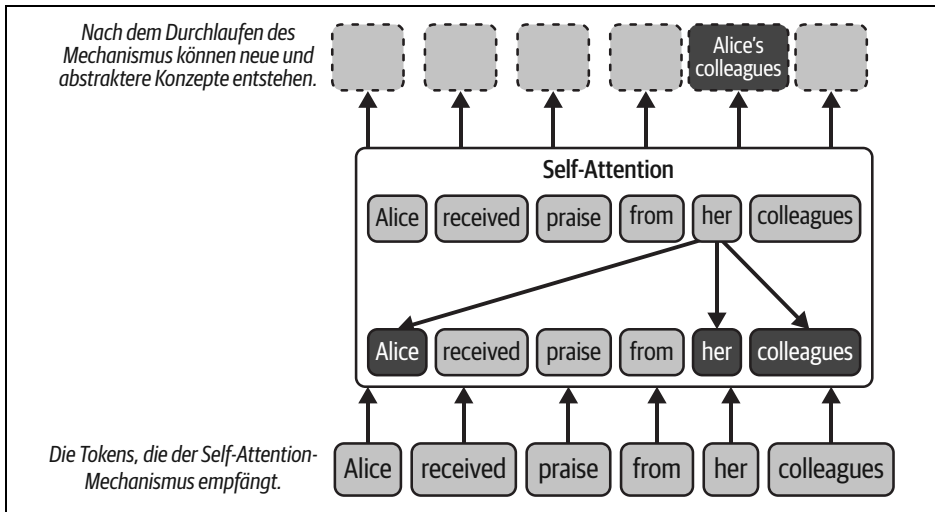 Nach dem Durchlaufen des
Mechanismus können neue und
abstraktere Konzepte entstehen.
Alice's
colleagues
Self-Attention
Alice received praise from her colleagues
Alice received praise from her colleagues
Die Tokens, die der Self-Attention-
Mechanismus empfängt.
Alice received praise from her colleagues